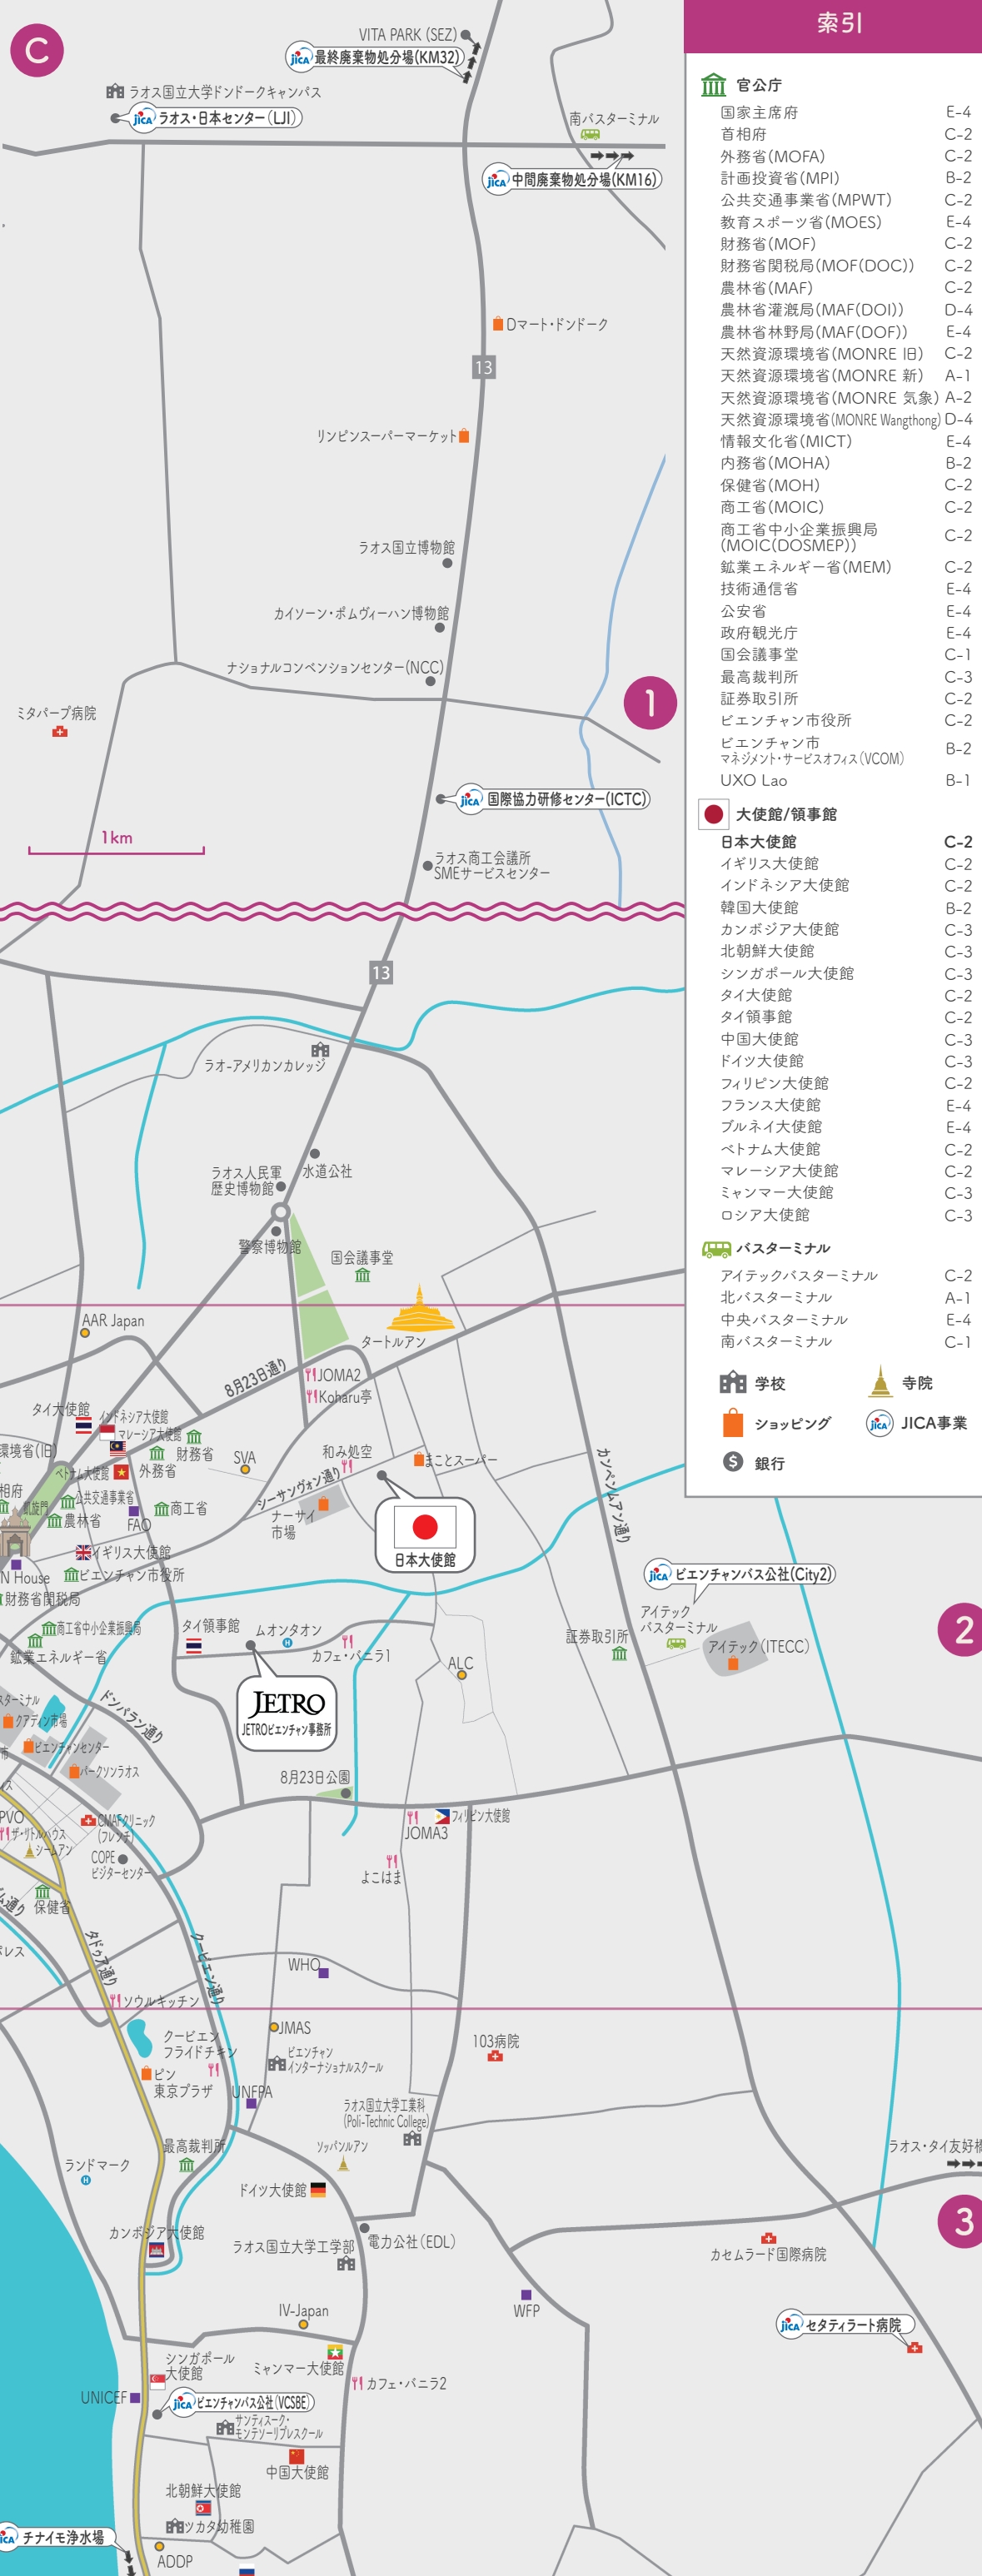 C
VITA PARK (SEZ)
jica 最終廃棄物処分場(KM32)
ラオス国立大学ドンドークキャンパス
jica ラオス・日本センター(LJI)
南バスターミナル
jica 中間廃棄物処分場(KM16)
Dマート・ドンドーク
13
リンピンスーパーマーケット
ラオス国立博物館
カイソーン・ポムヴィーハン博物館
ナショナルコンベンションセンター(NCC)
1
ミタパープ病院
jica 国際協力研修センター(ICTC)
1km
ラオス商工会議所
SMEサービスセンター
13
ラオ-アメリカンカレッジ
水道公社
ラオス人民軍
歴史博物館
警察博物館
国会議事堂
タートルアン
AAR Japan
8月23日通り
JOMA2
Koharu亭
タイ大使館
インドネシア大使館
マレーシア大使館
環境省(旧)
財務省
ベトナム大使館
外務省
SVA
和み処空
まことスーパー
カンペンムアン通り
シーサンヴォン通り
相府
凱旋門
公共交通事業省
商工省
農林省
FAO
ナーサイ
市場
日本大使館
イギリス大使館
N House
ビエンチャン市役所
財務省関税局
jica ビエンチャンバス公社(City2)
商工省中小企業振興局
タイ領事館
ムオンタオン
カフェ・バニラ1
アイテック
バスターミナル
証券取引所
アイテック(ITECC)
2
鉱業エネルギー省
ALC
JETRO
JETROビエンチャン事務所
スターミナル
ドンパラン通り
クアディン市場
市
ビエンチャンセンター
パークソンラオス
8月23日公園
PVO
ザ・リトルハウス
シームアン
CMAFクリニック
(フレンチ)
COPE
ビジターセンター
フィリピン大使館
JOMA3
よこはま
保健省
ム通り
タドゥア通り
クービエン通り
レス
WHO
ソウルキッチン
クービエン
フライドチキン
JMAS
ビエンチャン
インターナショナルスクール
103病院
ピン
東京プラザ
UNFPA
ラオス国立大学工業科
(Poli-Technic College)
最高裁判所
ソッパンルアン
ラオス・タイ友好橋
ランドマーク
ドイツ大使館
3
カンボジア大使館
電力公社(EDL)
ラオス国立大学工学部
カセムラード国際病院
IV-Japan
WFP
jica セタティラート病院
シンガポール
大使館
ミャンマー大使館
カフェ・バニラ2
UNICEF
jica ビエンチャンバス公社(VCSBE)
サンティスーク・
モンテソーリプレスクール
中国大使館
北朝鮮大使館
ツカタ幼稚園
チナイモ浄水場
ADDP
索引
官公庁
国家主席府 E-4
首相府 C-2
外務省(MOFA) C-2
計画投資省(MPI) B-2
公共交通事業省(MPWT) C-2
教育スポーツ省(MOES) E-4
財務省(MOF) C-2
財務省関税局(MOF(DOC)) C-2
農林省(MAF) C-2
農林省灌漑局(MAF(DOI)) D-4
農林省林野局(MAF(DOF)) E-4
天然資源環境省(MONRE 旧) C-2
天然資源環境省(MONRE 新) A-1
天然資源環境省(MONRE 気象) A-2
天然資源環境省(MONRE Wangthong) D-4
情報文化省(MICT) E-4
内務省(MOHA) B-2
保健省(MOH) C-2
商工省(MOIC) C-2
商工省中小企業振興局
(MOIC(DOSMEP)) C-2
鉱業エネルギー省(MEM) C-2
技術通信省 E-4
公安省 E-4
政府観光庁 E-4
国会議事堂 C-1
最高裁判所 C-3
証券取引所 C-2
ビエンチャン市役所 C-2
ビエンチャン市
マネジメント・サービスオフィス(VCOM) B-2
UXO Lao B-1
大使館/領事館
日本大使館 C-2
イギリス大使館 C-2
インドネシア大使館 C-2
韓国大使館 B-2
カンボジア大使館 C-3
北朝鮮大使館 C-3
シンガポール大使館 C-3
タイ大使館 C-2
タイ領事館 C-2
中国大使館 C-3
ドイツ大使館 C-3
フィリピン大使館 C-2
フランス大使館 E-4
ブルネイ大使館 E-4
ベトナム大使館 C-2
マレーシア大使館 C-2
ミャンマー大使館 C-3
ロシア大使館 C-3
バスターミナル
アイテックバスターミナル C-2
北バスターミナル A-1
中央バスターミナル E-4
南バスターミナル C-1
学校
寺院
ショッピング
jica JICA事業
銀行